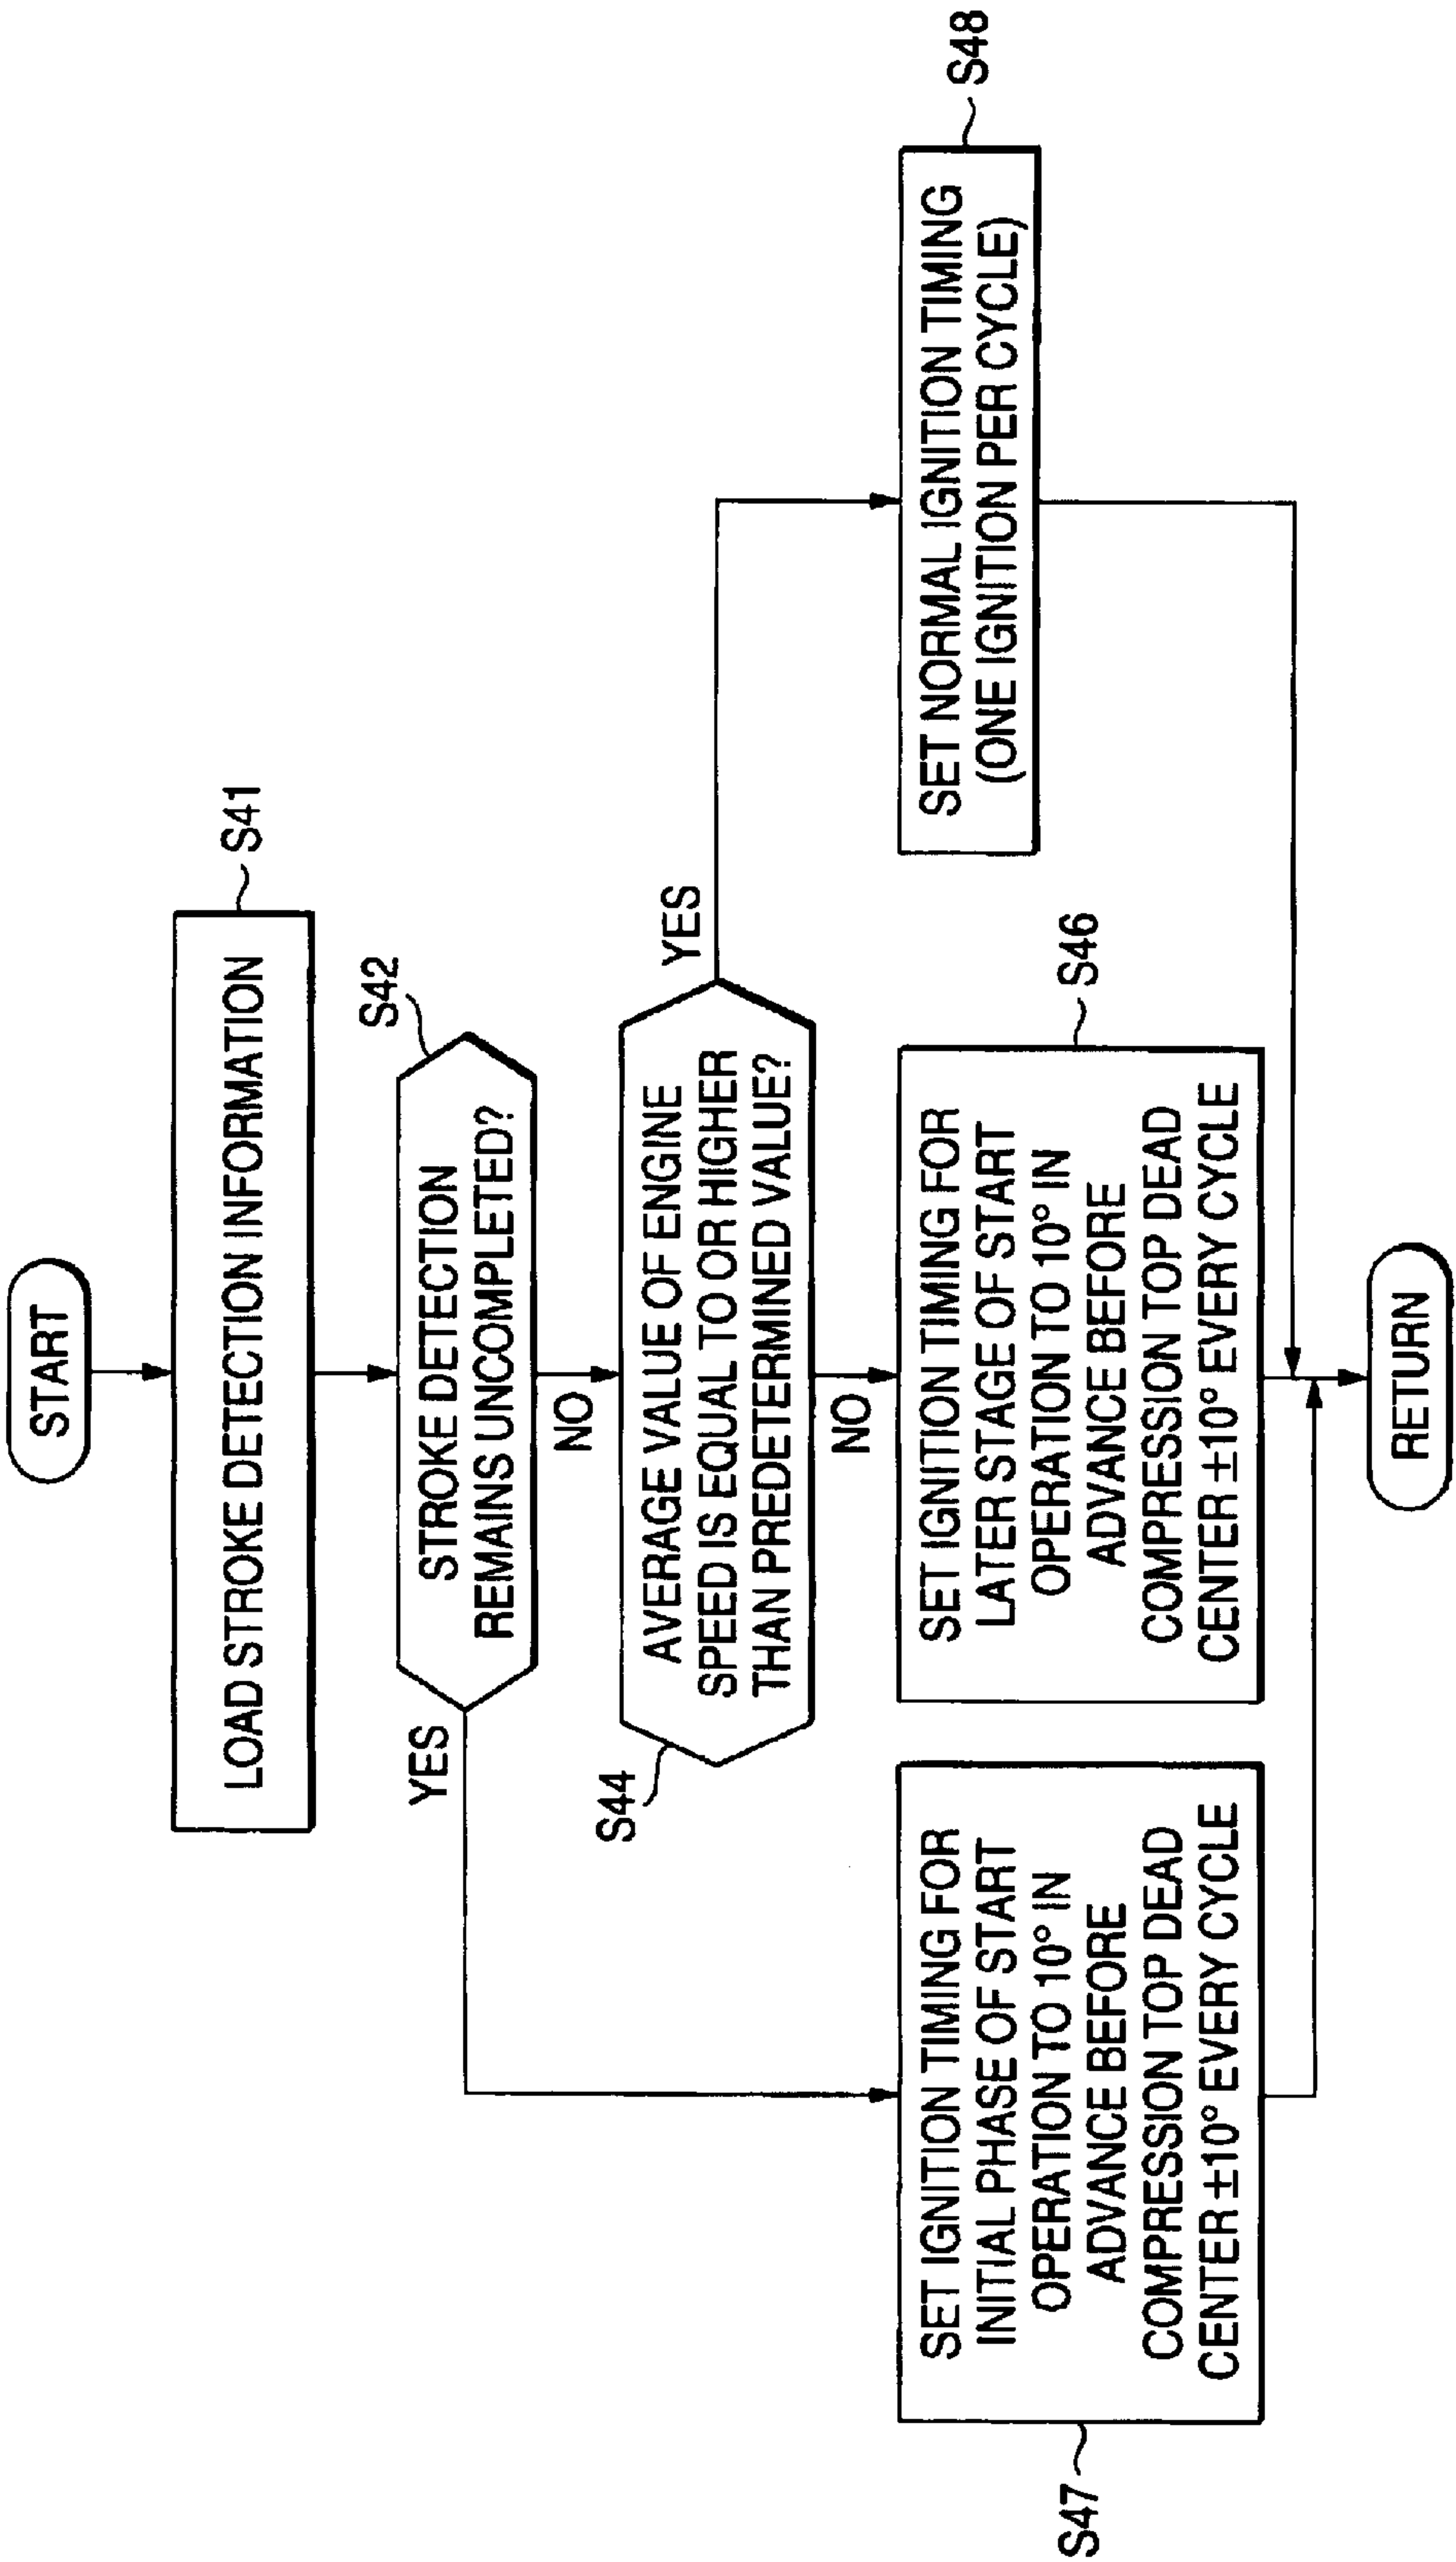 START
LOAD STROKE DETECTION INFORMATION
S41
STROKE DETECTION
REMAINS UNCOMPLETED?
S42
YES
NO
AVERAGE VALUE OF ENGINE
SPEED IS EQUAL TO OR HIGHER
THAN PREDETERMINED VALUE?
S44
YES
NO
SET IGNITION TIMING FOR
INITIAL PHASE OF START
OPERATION TO 10° IN
ADVANCE BEFORE
COMPRESSION TOP DEAD
CENTER ±10° EVERY CYCLE
S47
SET IGNITION TIMING FOR
LATER STAGE OF START
OPERATION TO 10° IN
ADVANCE BEFORE
COMPRESSION TOP DEAD
CENTER ±10° EVERY CYCLE
S46
SET NORMAL IGNITION TIMING
(ONE IGNITION PER CYCLE)
S48
RETURN